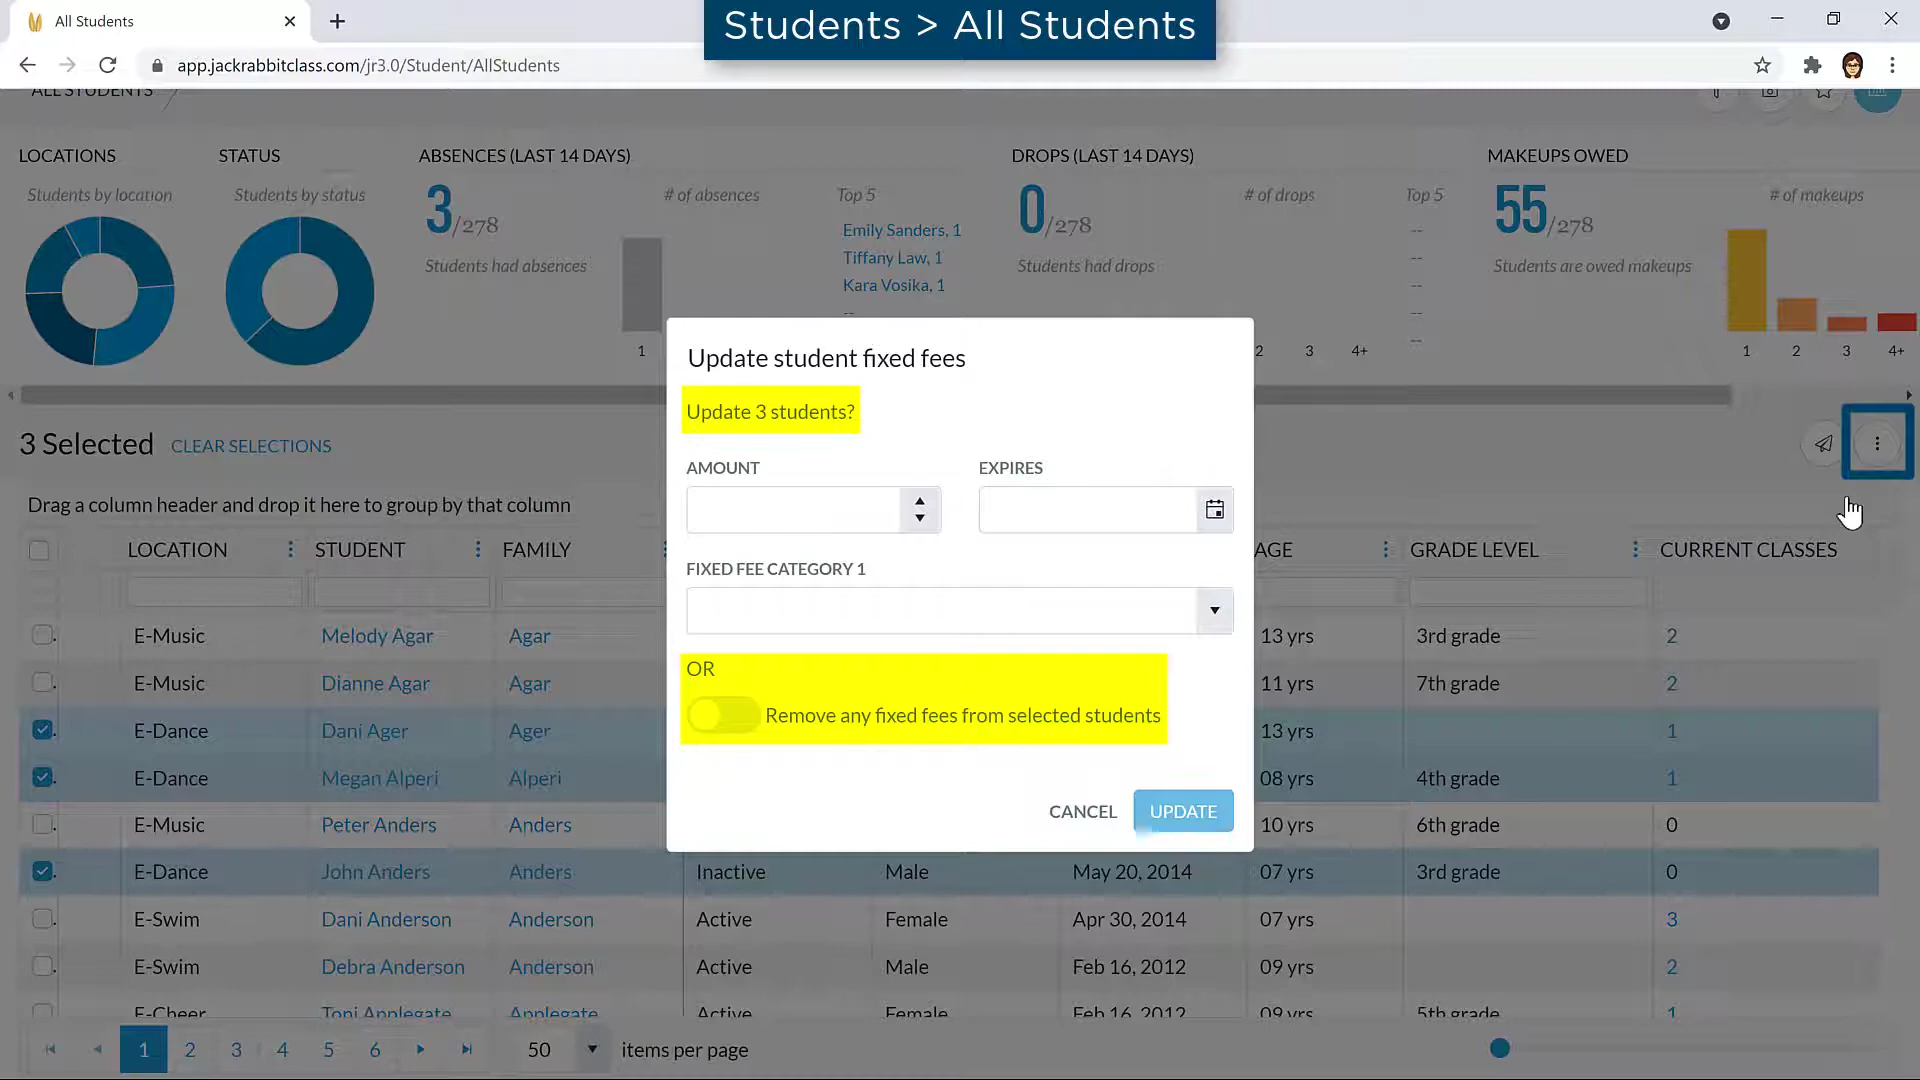 All Students
Students > All Students
app.jackrabbitclass.com/jr3.0/Student/AllStudents
ALL STUDENTS
LOCATIONS
Students by location
STATUS
Students by status
ABSENCES (LAST 14 DAYS)
3/278
Students had absences
# of absences
1
Top 5
Emily Sanders, 1
Tiffany Law, 1
Kara Vosika, 1
--
DROPS (LAST 14 DAYS)
0/278
Students had drops
# of drops
2 3 4+
Top 5
--
--
--
--
--
MAKEUPS OWED
55/278
Students are owed makeups
# of makeups
1 2 3 4+
Update student fixed fees
Update 3 students?
AMOUNT
EXPIRES
FIXED FEE CATEGORY 1
OR
Remove any fixed fees from selected students
CANCEL
UPDATE
3 Selected
CLEAR SELECTIONS
Drag a column header and drop it here to group by that column
LOCATION STUDENT FAMILY AGE GRADE LEVEL CURRENT CLASSES
E-Music Melody Agar Agar 13 yrs 3rd grade 2
E-Music Dianne Agar Agar 11 yrs 7th grade 2
E-Dance Dani Ager Ager 13 yrs 1
E-Dance Megan Alperi Alperi 08 yrs 4th grade 1
E-Music Peter Anders Anders 10 yrs 6th grade 0
E-Dance John Anders Anders Inactive Male May 20, 2014 07 yrs 3rd grade 0
E-Swim Dani Anderson Anderson Active Female Apr 30, 2014 07 yrs 3
E-Swim Debra Anderson Anderson Active Male Feb 16, 2012 09 yrs 2
E-Cheer Toni Applegate Applegate Active Female Feb 16, 2012 09 yrs 5th grade 1
1 2 3 4 5 6 50 items per page